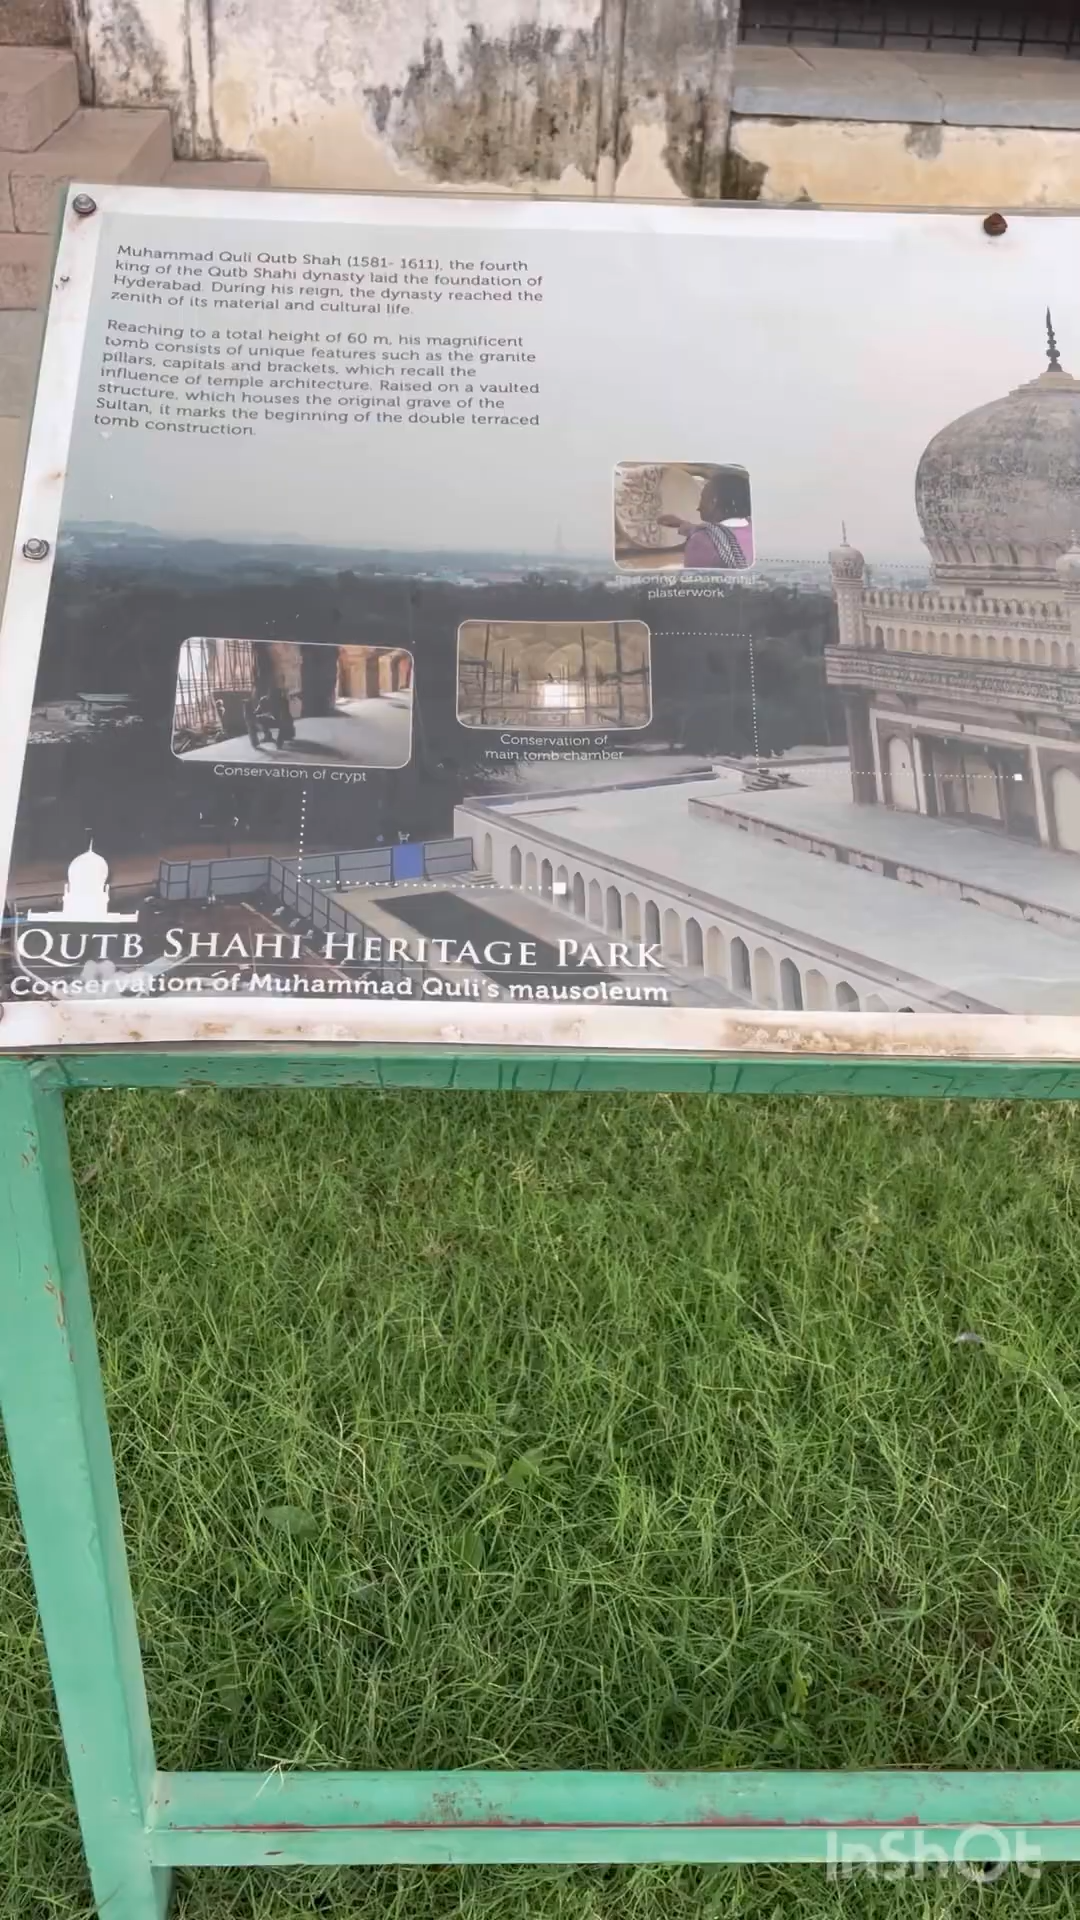 Muhammad Quli Qutb Shah (1581- 1611), the fourth
king of the Qutb Shahi dynasty laid the foundation of
Hyderabad. During his reign, the dynasty reached the
zenith of its material and cultural life.
Reaching to a total height of 60 m, his magnificent
tomb consists of unique features such as the granite
pillars, capitals and brackets, which recall the
influence of temple architecture. Raised on a vaulted
structure, which houses the original grave of the
Sultan, it marks the beginning of the double terraced
tomb construction.
Restoring ornamental
plasterwork
Conservation of
main tomb chamber
Conservation of crypt
QUTB SHAHI HERITAGE PARK
Conservation of Muhammad Quli's mausoleum
InShOt